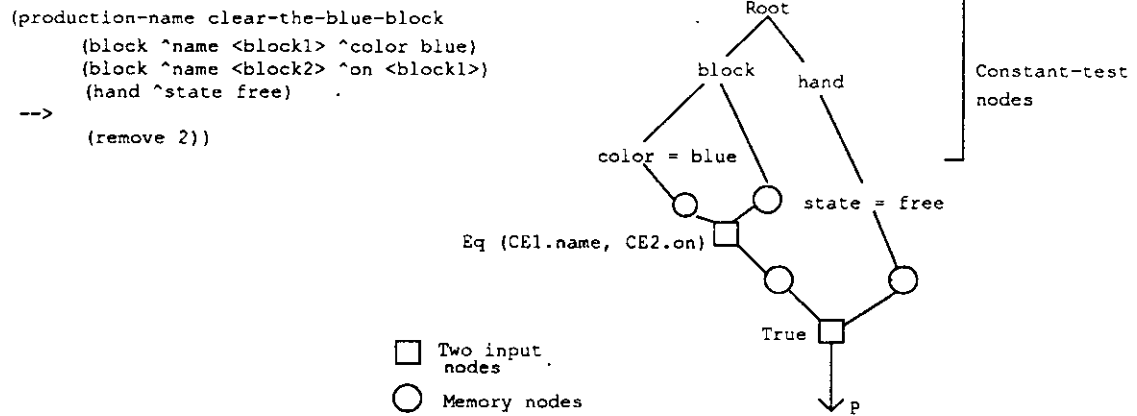 (production-name clear-the-blue-block
(block ^name <block1> ^color blue)
(block ^name <block2> ^on <block1>)
(hand ^state free)
-->
(remove 2))
Root
block
hand
Constant-test
nodes
color = blue
state = free
Eq (CE1.name, CE2.on)
True
Two input
nodes
Memory nodes
P